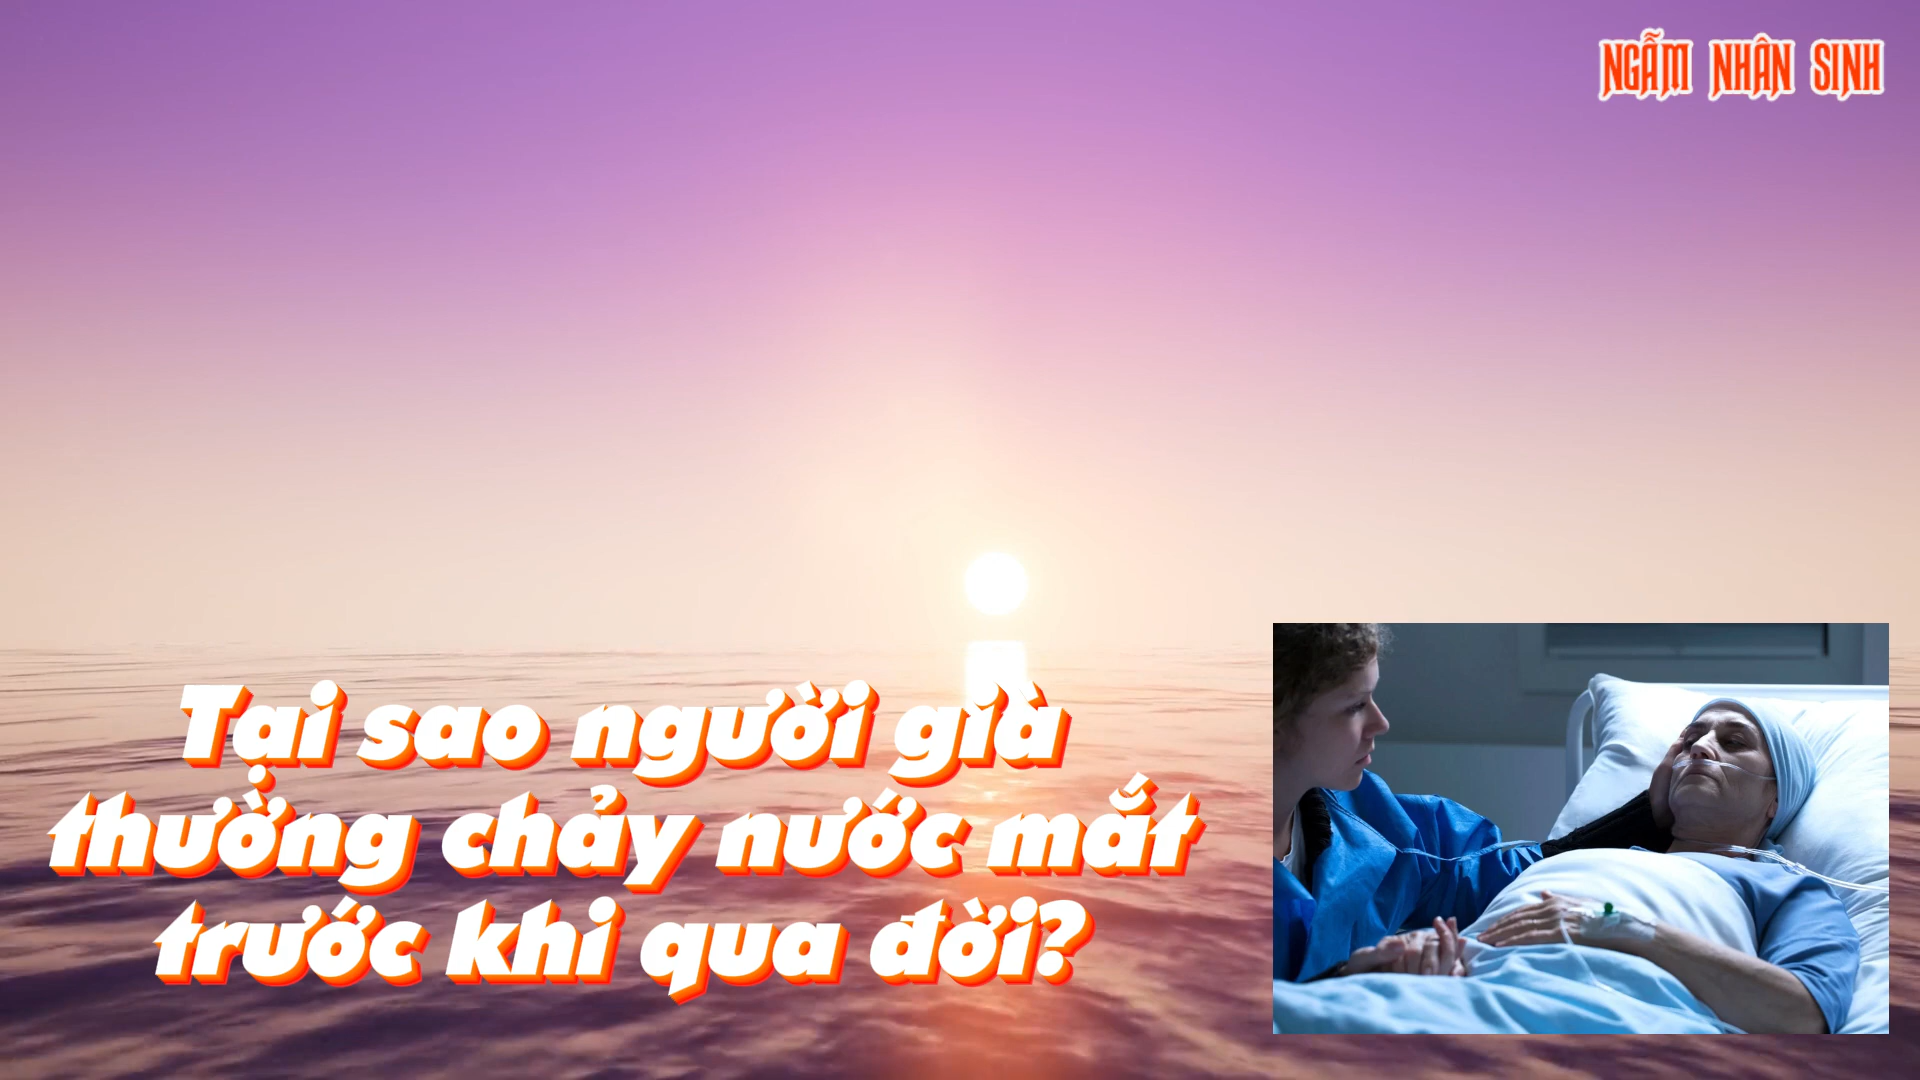 NGẪM NHÂN SINH
Tại sao người già
thường chảy nước mắt
trước khi qua đời?